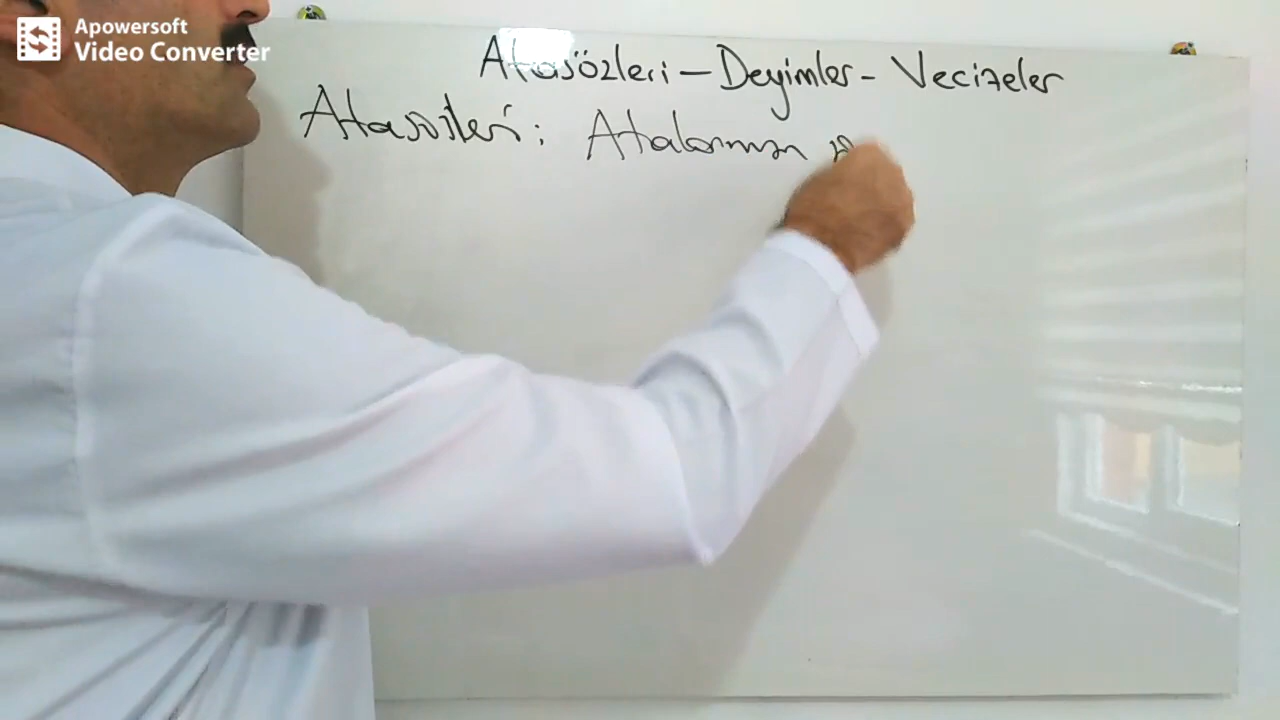 Apowersoft
Video Converter
Atasözleri – Deyimler – Vecizeler
Atasözleri: Atalarımızın